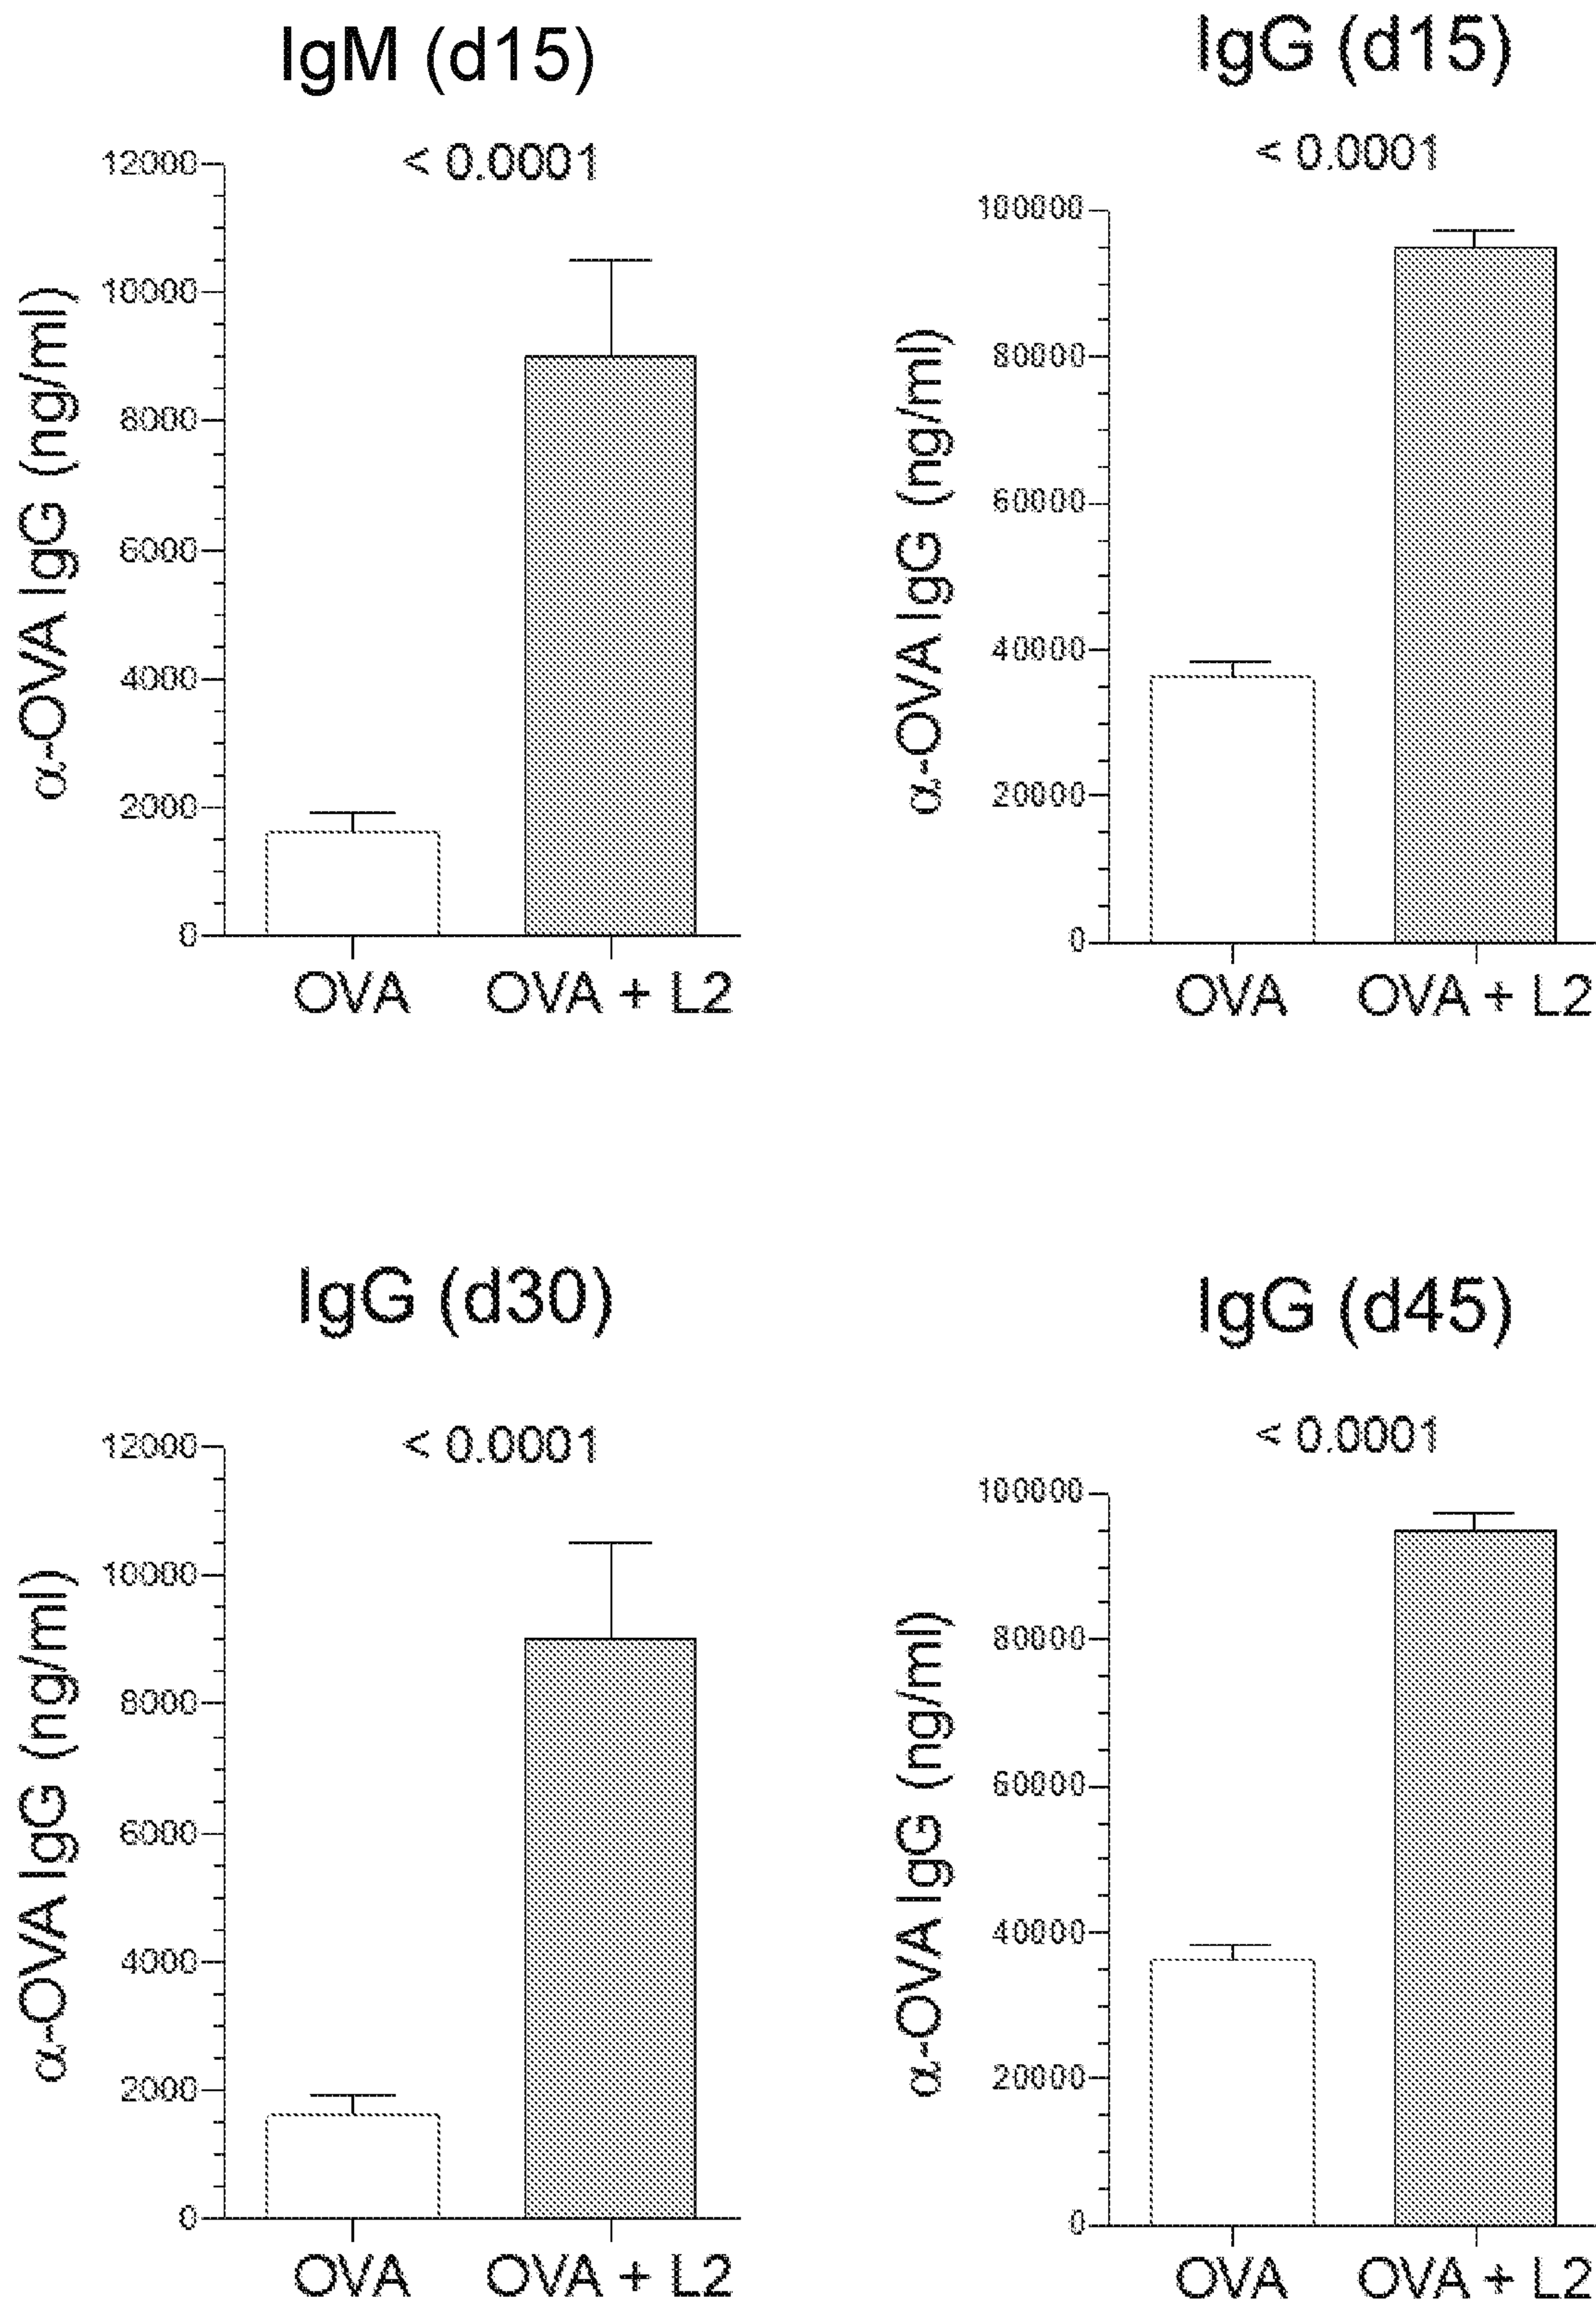 IgM (d15)
< 0.0001
α-OVA IgG (ng/ml)
12000
10000
8000
6000
4000
2000
0
OVA
OVA + L2
IgG (d15)
< 0.0001
α-OVA IgG (ng/ml)
100000
80000
60000
40000
20000
0
OVA
OVA + L2
IgG (d30)
< 0.0001
α-OVA IgG (ng/ml)
12000
10000
8000
6000
4000
2000
0
OVA
OVA + L2
IgG (d45)
< 0.0001
α-OVA IgG (ng/ml)
100000
80000
60000
40000
20000
0
OVA
OVA + L2